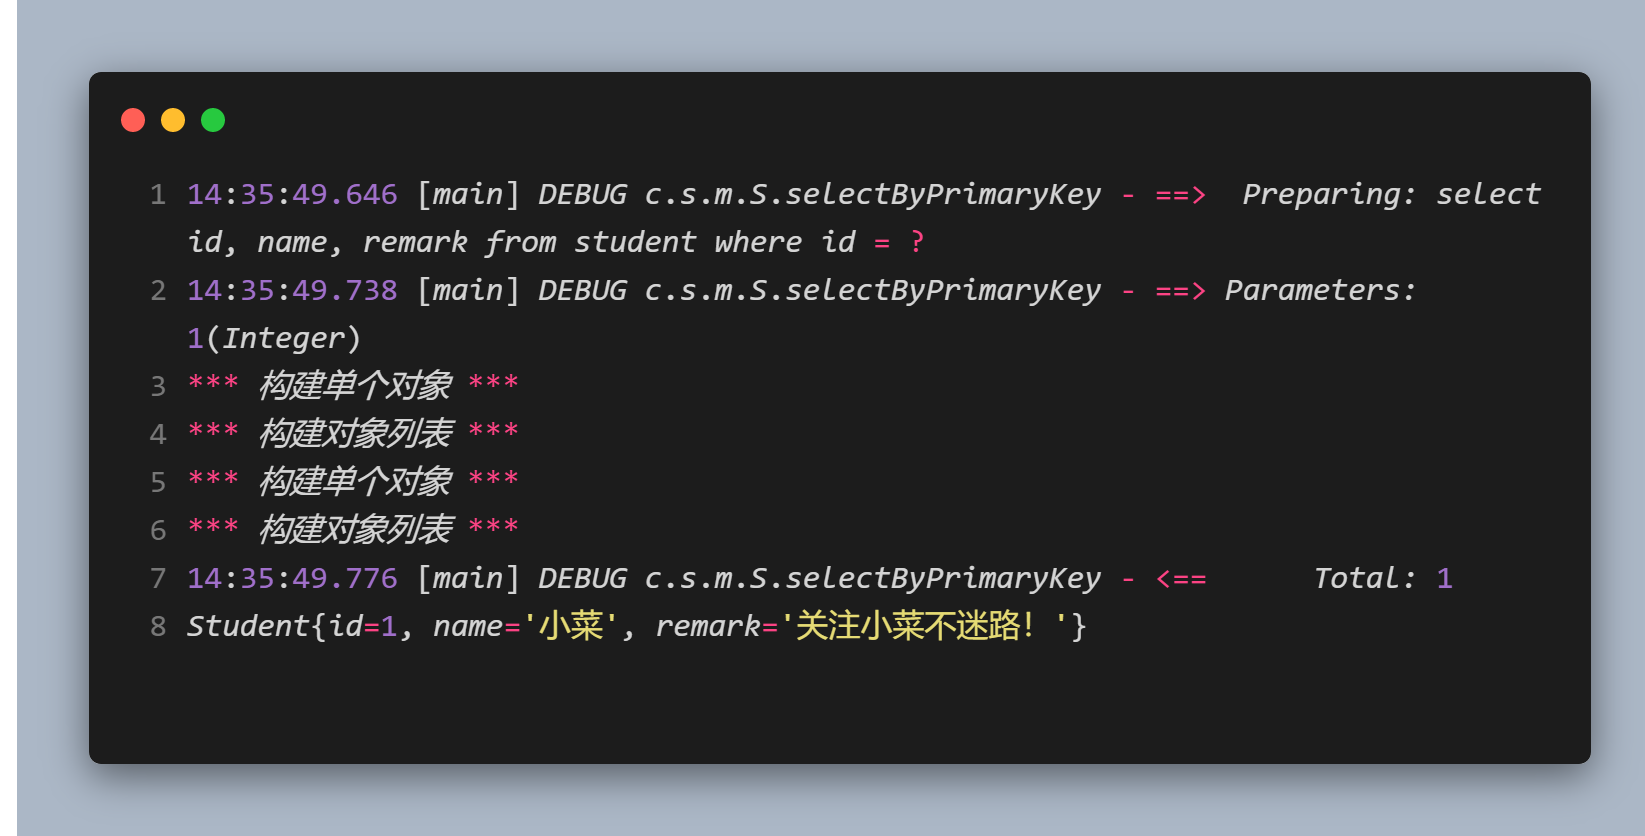 1 14:35:49.646 [main] DEBUG c.s.m.S.selectByPrimaryKey - ==>  Preparing: select
id, name, remark from student where id = ?
2 14:35:49.738 [main] DEBUG c.s.m.S.selectByPrimaryKey - ==> Parameters:
1(Integer)
3 *** 构建单个对象 ***
4 *** 构建对象列表 ***
5 *** 构建单个对象 ***
6 *** 构建对象列表 ***
7 14:35:49.776 [main] DEBUG c.s.m.S.selectByPrimaryKey - <==      Total: 1
8 Student{id=1, name='小菜', remark='关注小菜不迷路！'}